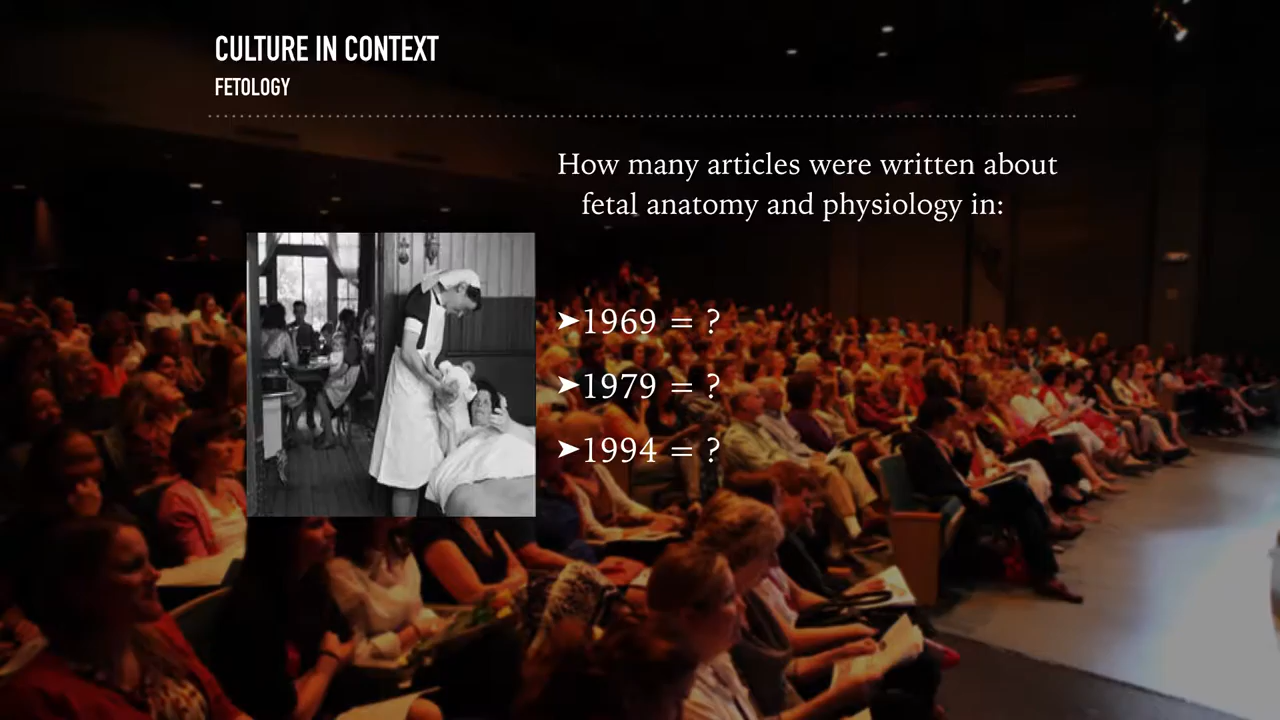 CULTURE IN CONTEXT
FETOLOGY
How many articles were written about
fetal anatomy and physiology in:
➤1969 = ?
➤1979 = ?
➤1994 = ?